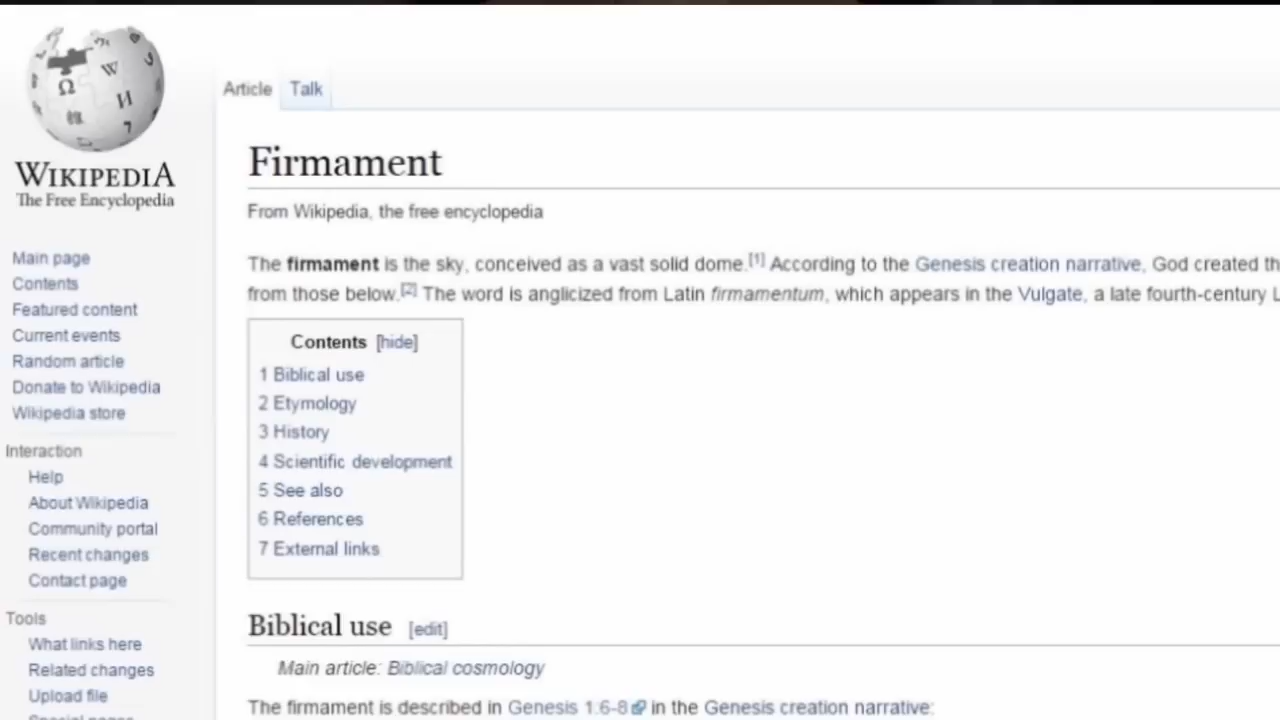 WIKIPEDIA
The Free Encyclopedia
Main page
Contents
Featured content
Current events
Random article
Donate to Wikipedia
Wikipedia store
Interaction
Help
About Wikipedia
Community portal
Recent changes
Contact page
Tools
What links here
Related changes
Upload file
Article Talk
Firmament
From Wikipedia, the free encyclopedia
The firmament is the sky, conceived as a vast solid dome.[1] According to the Genesis creation narrative, God created th
from those below.[2] The word is anglicized from Latin firmamentum, which appears in the Vulgate, a late fourth-century L
Contents [hide]
1 Biblical use
2 Etymology
3 History
4 Scientific development
5 See also
6 References
7 External links
Biblical use [edit]
Main article: Biblical cosmology
The firmament is described in Genesis 1:6-8 in the Genesis creation narrative: